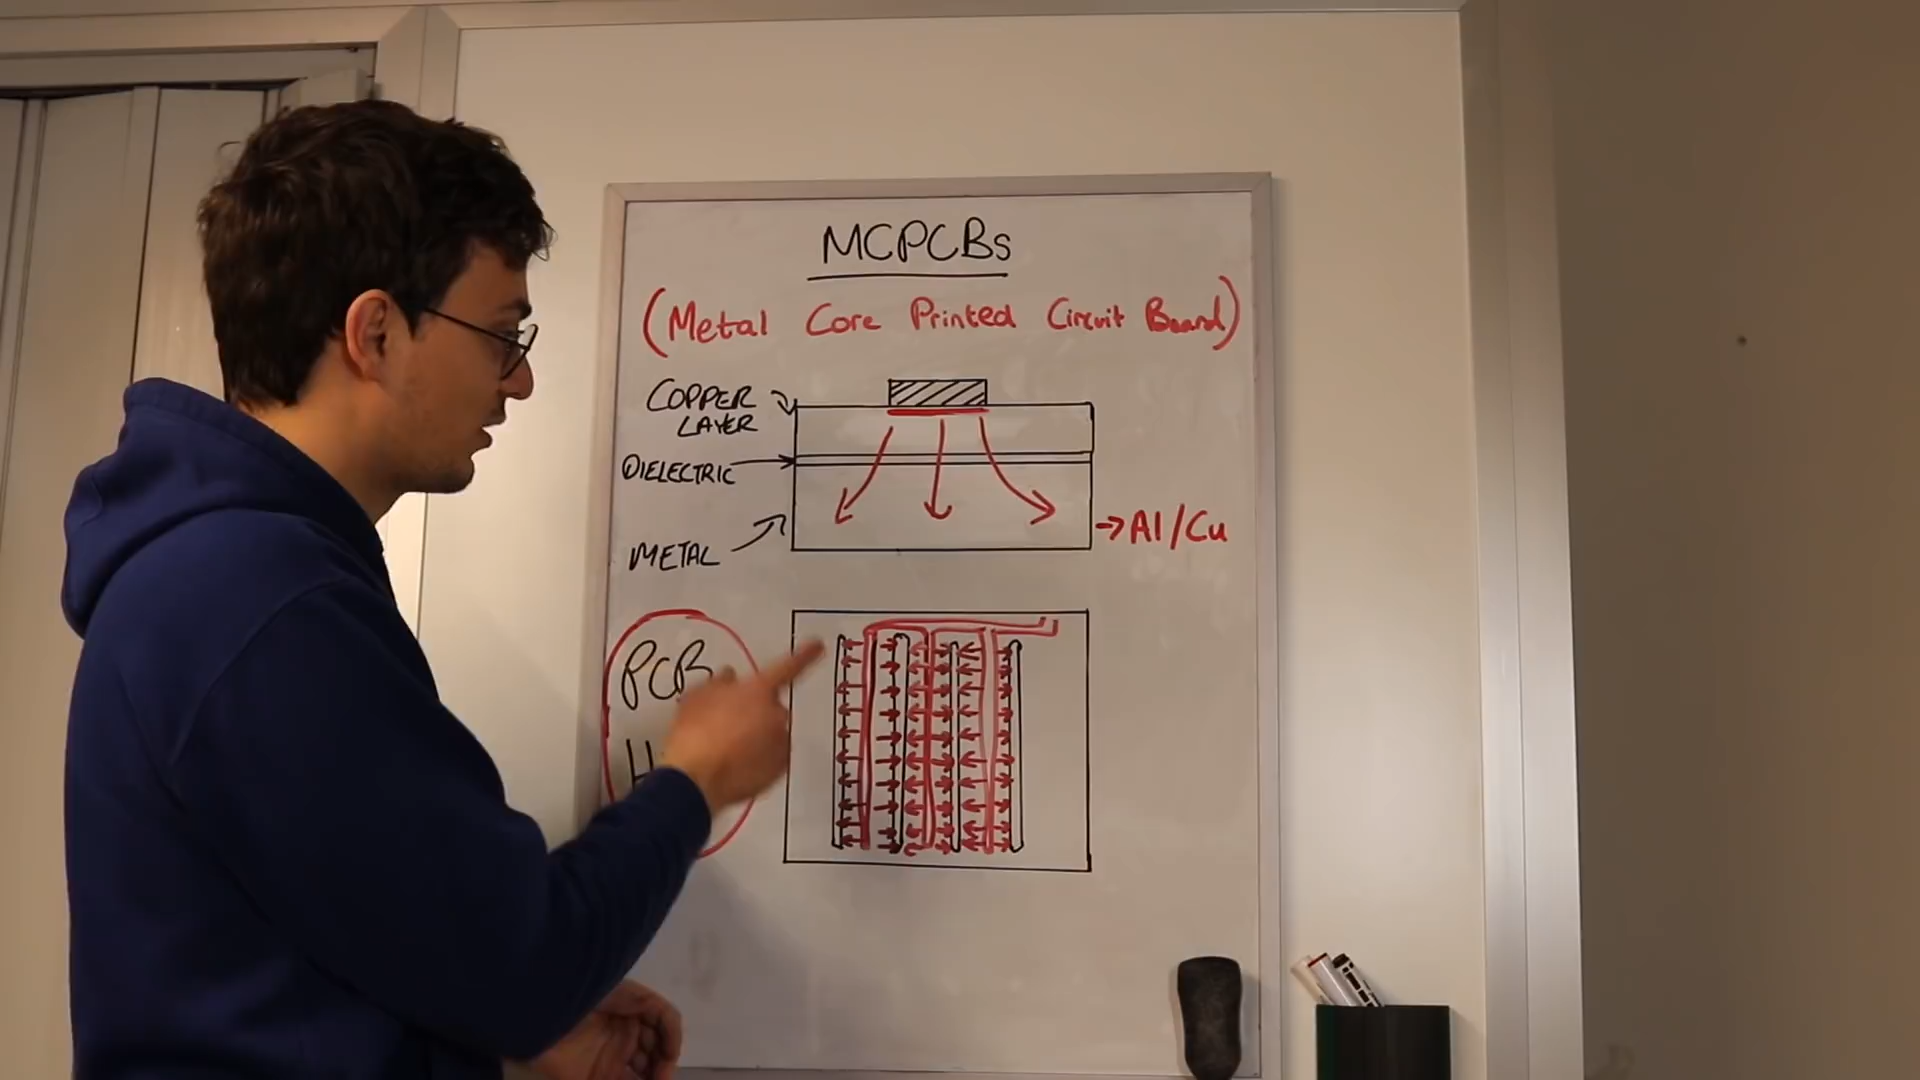 MCPCBs
(Metal Core Printed Circuit Board)
COPPER
LAYER
DIELECTRIC
METAL
→Al/Cu
PCB